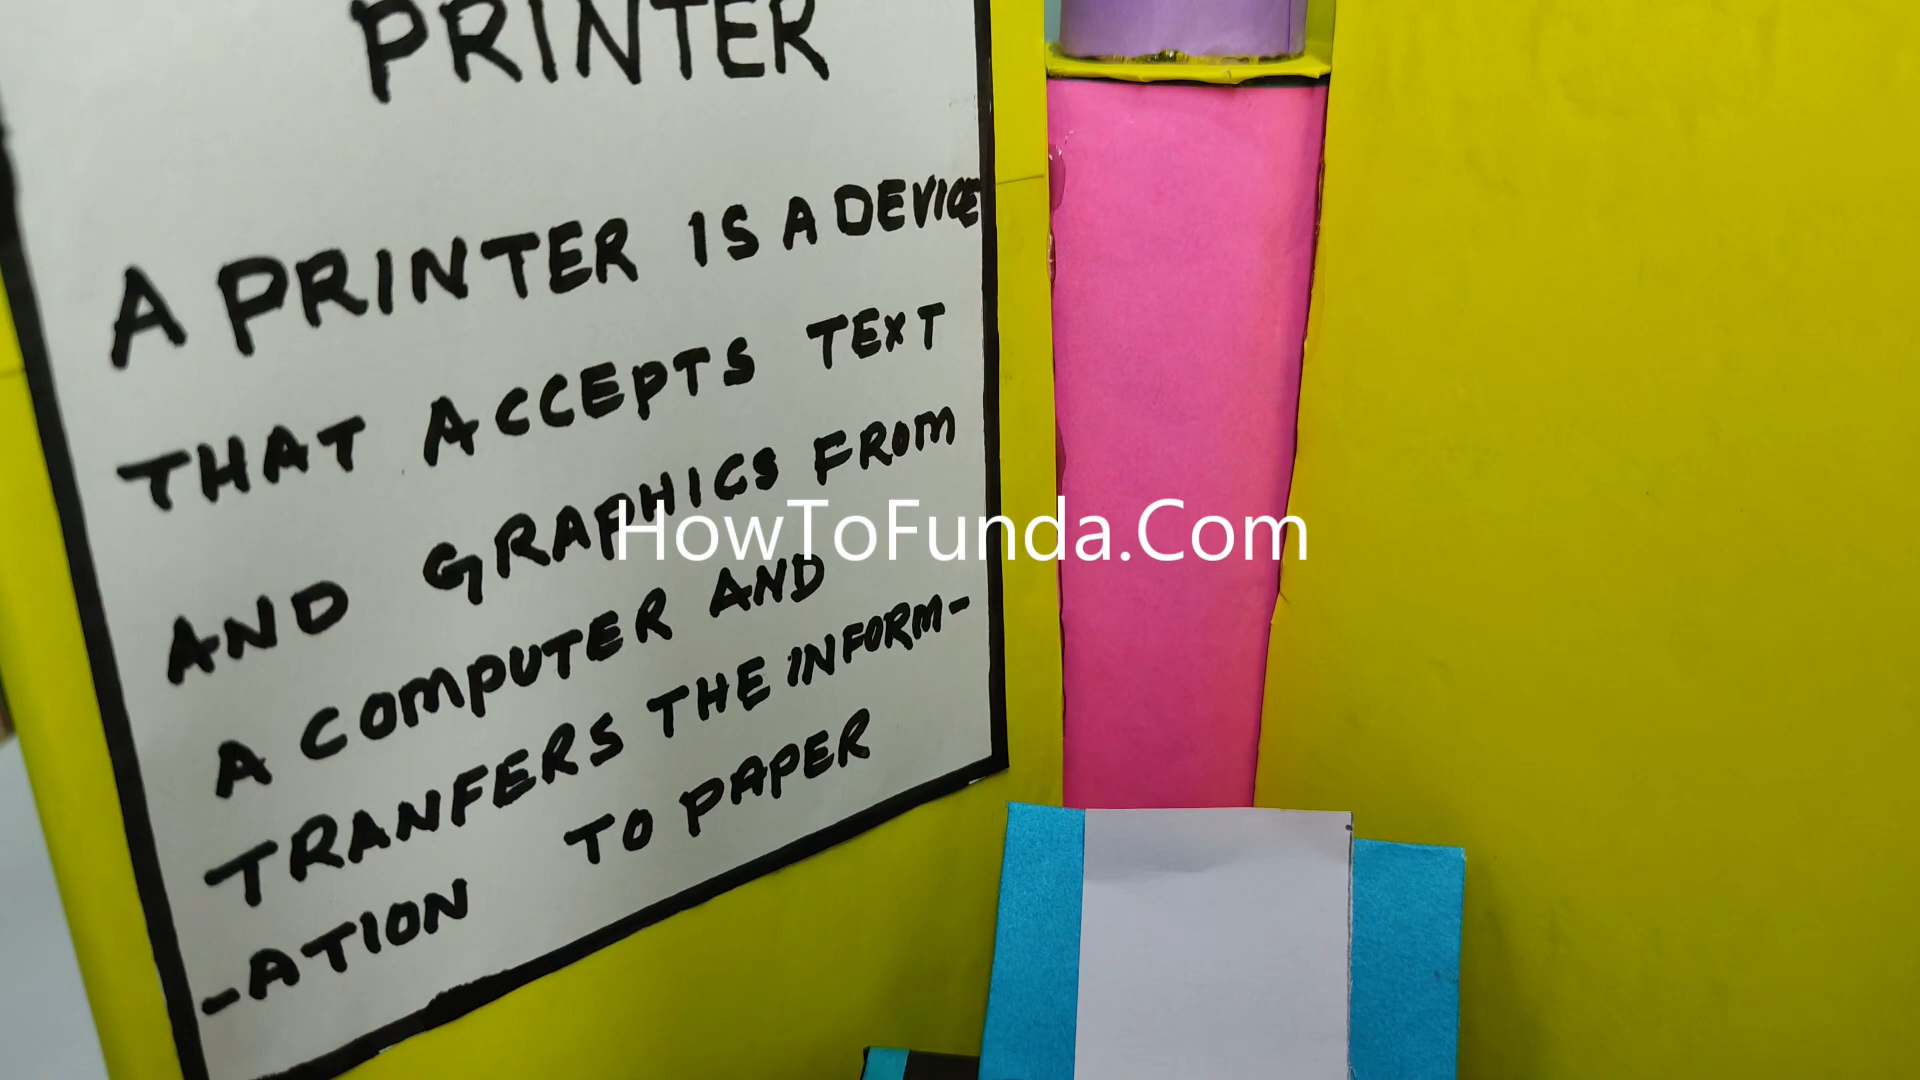 PRINTER
A PRINTER IS A DEVICE
THAT ACCEPTS TEXT
AND GRAPHICS FROM
A COMPUTER AND
TRANFERS THE INFORM-
-ATION TO PAPER
HowToFunda.Com